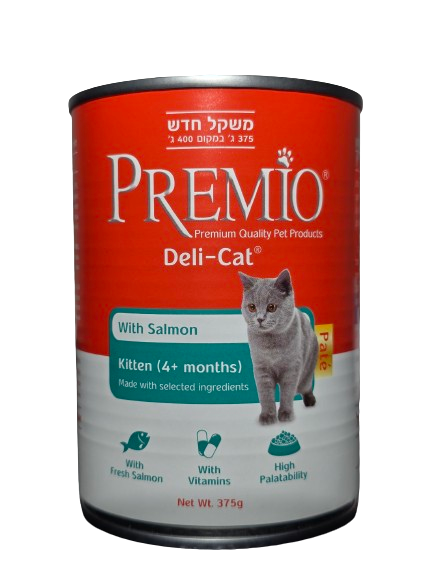 משקל חדש
375 ג׳ במקום 400 ג׳
PREMIO®
Premium Quality Pet Products
Deli-Cat®
With Salmon
Paté
Kitten (4+ months)
Made with selected ingredients
With
Fresh Salmon
With
Vitamins
High
Palatability
Net Wt. 375g